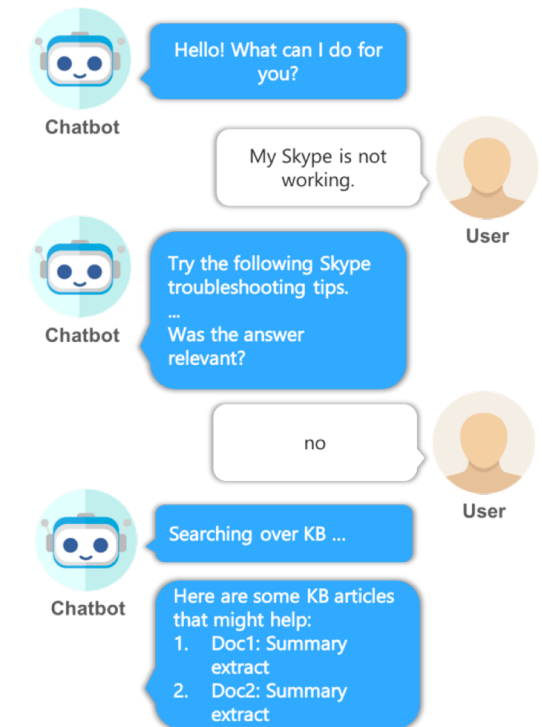 Hello! What can I do for
you?
Chatbot
My Skype is not
working.
User
Try the following Skype
troubleshooting tips.
...
Was the answer
relevant?
Chatbot
no
User
Searching over KB ...
Chatbot
Here are some KB articles
that might help:
1. Doc1: Summary
extract
2. Doc2: Summary
extract